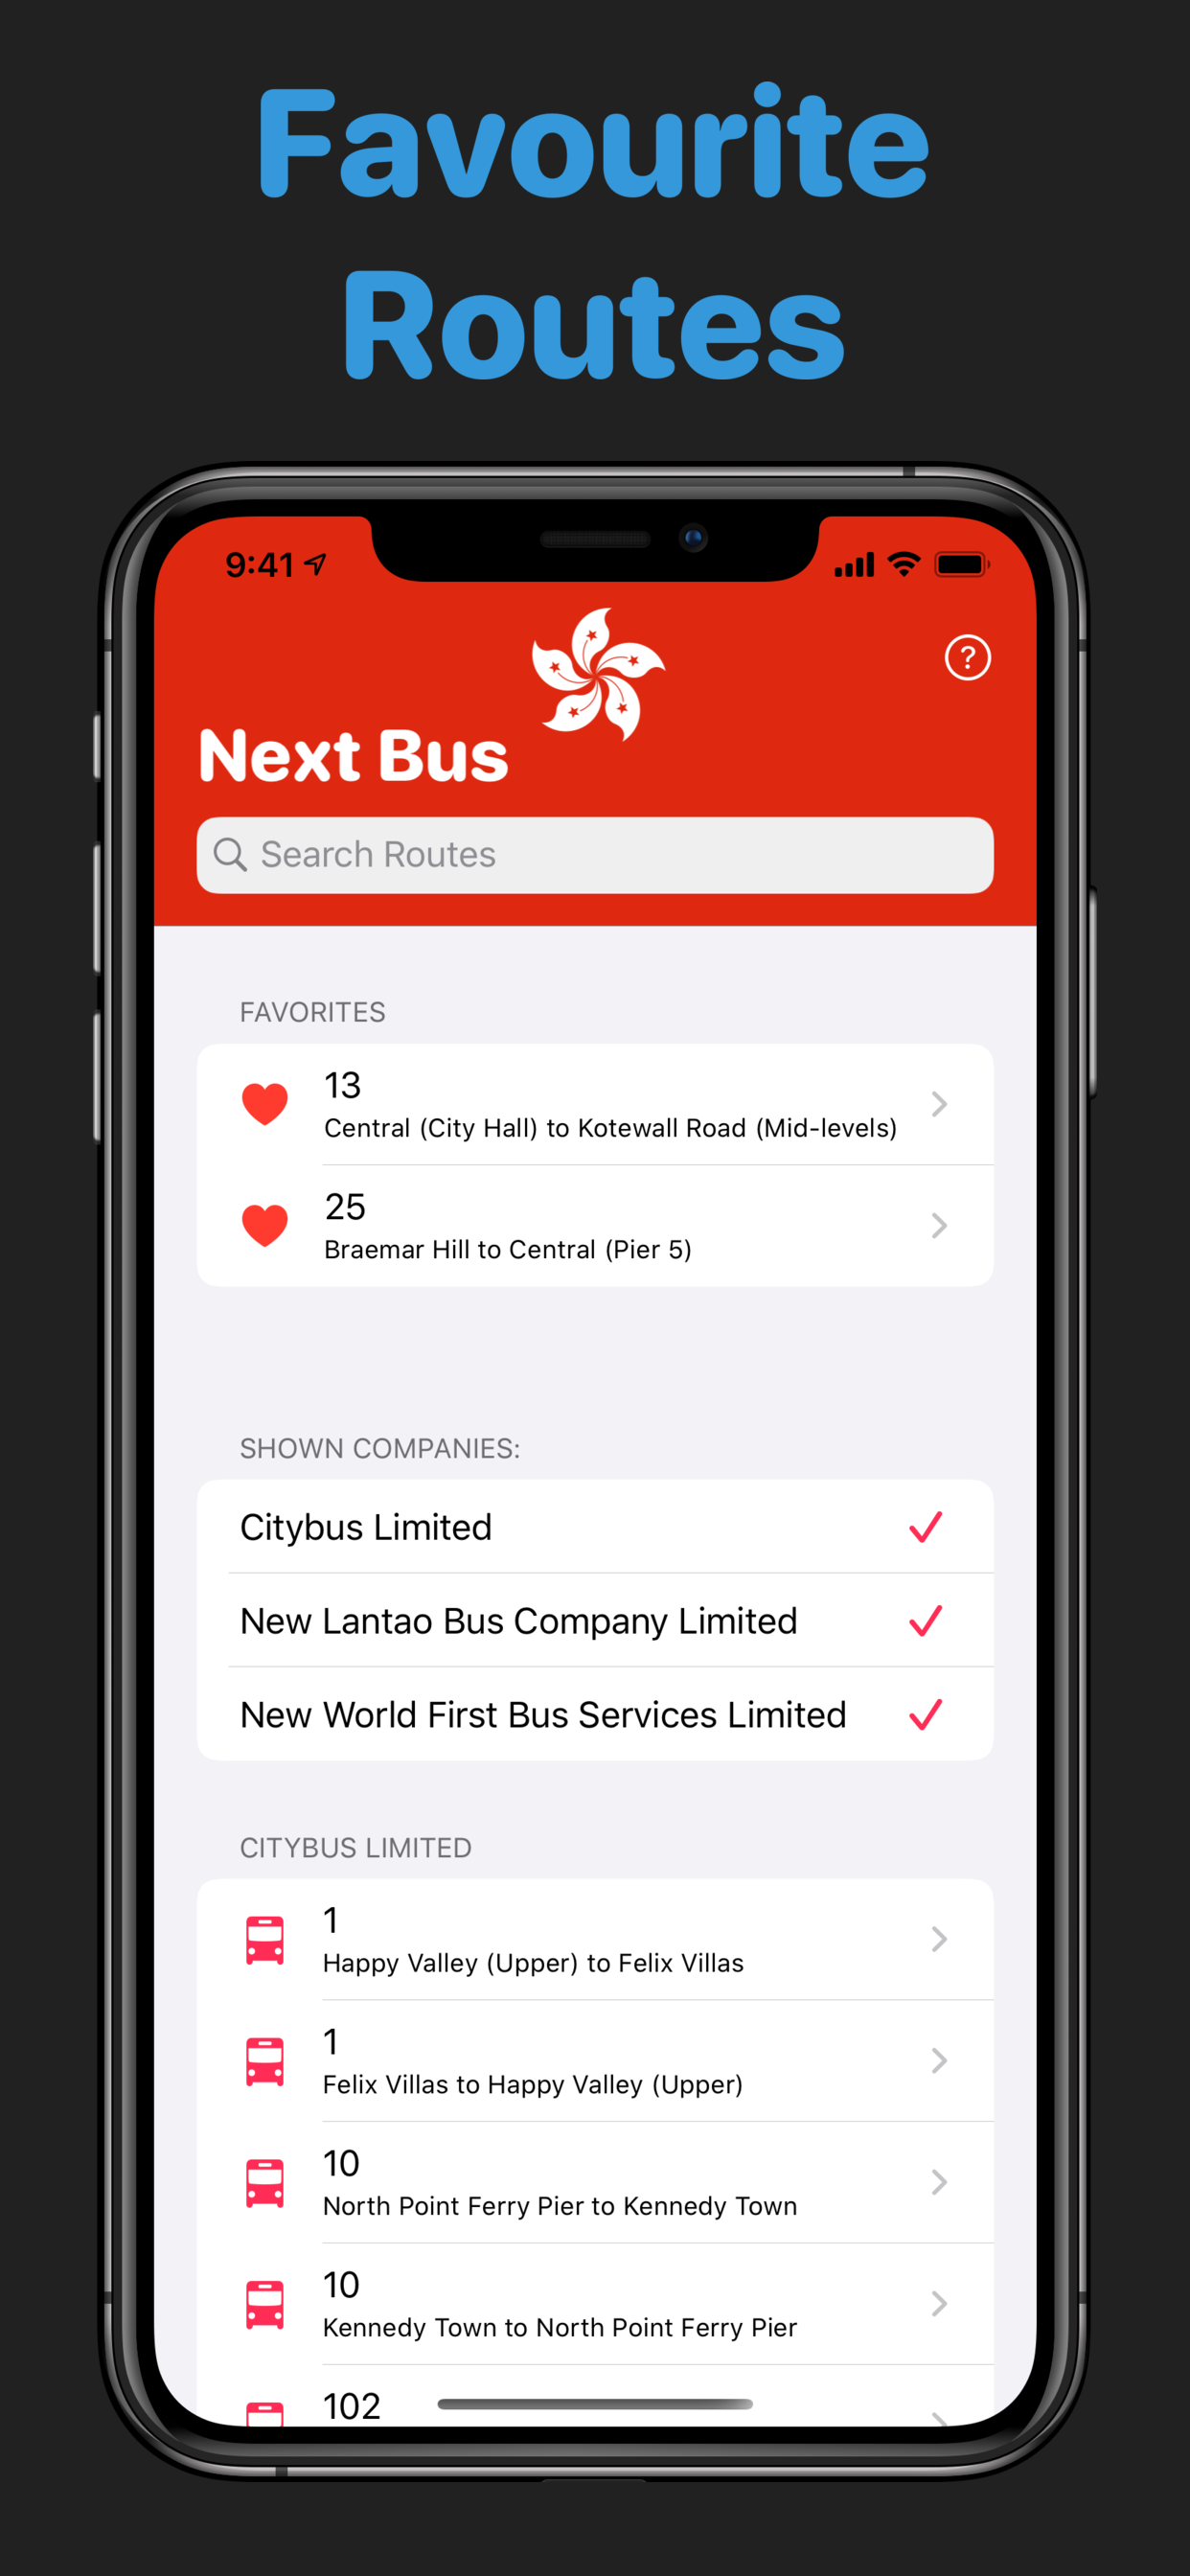 Favourite
Routes
9:41
?
Next Bus
Search Routes
FAVORITES
13
Central (City Hall) to Kotewall Road (Mid-levels)
25
Braemar Hill to Central (Pier 5)
SHOWN COMPANIES:
Citybus Limited
New Lantao Bus Company Limited
New World First Bus Services Limited
CITYBUS LIMITED
1
Happy Valley (Upper) to Felix Villas
1
Felix Villas to Happy Valley (Upper)
10
North Point Ferry Pier to Kennedy Town
10
Kennedy Town to North Point Ferry Pier
102